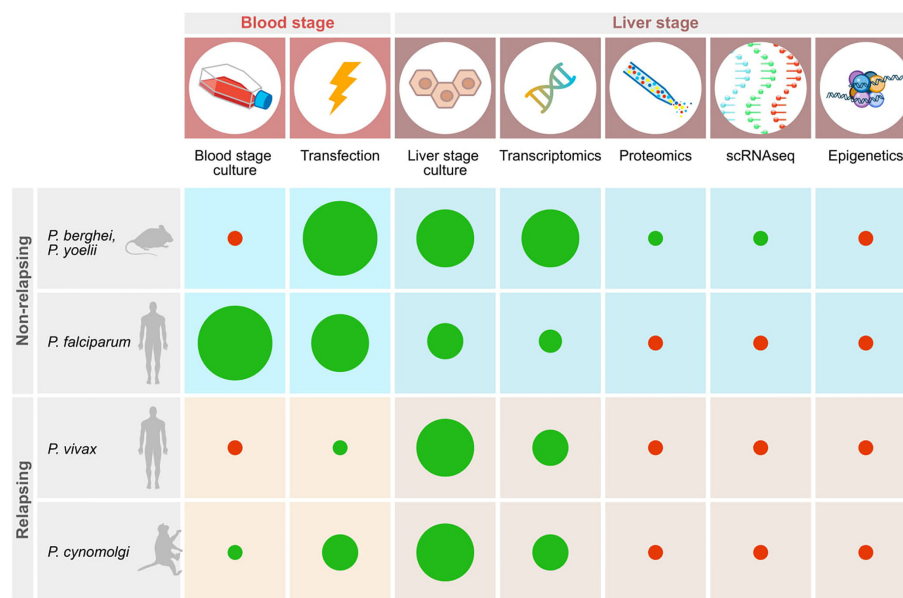 Blood stage
Liver stage
Blood stage
culture
Transfection
Liver stage
culture
Transcriptomics
Proteomics
scRNAseq
Epigenetics
Non-relapsing
P. berghei,
P. yoelii
P. falciparum
Relapsing
P. vivax
P. cynomolgi